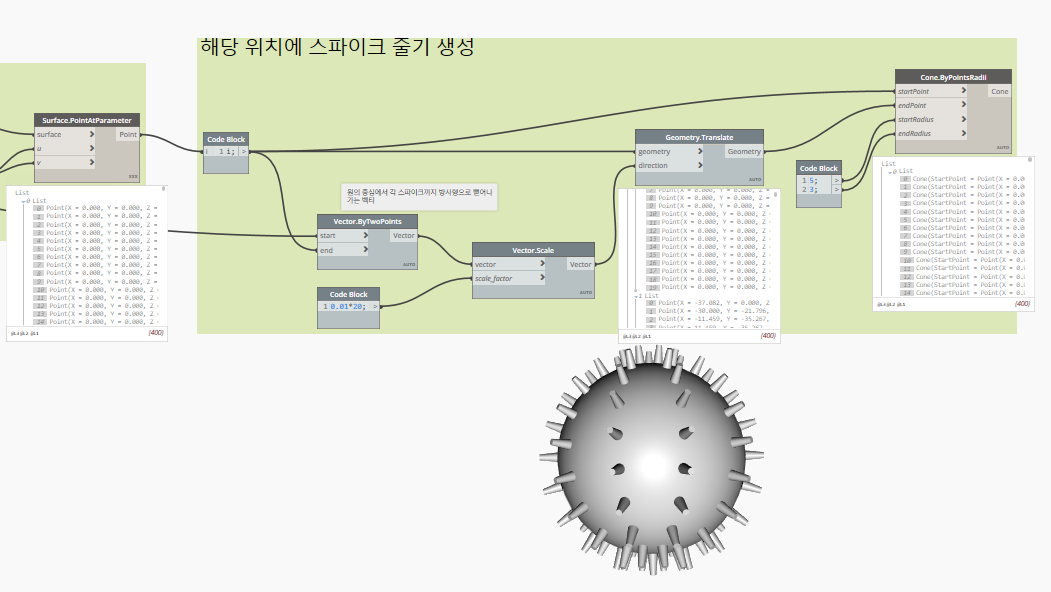 해당 위치에 스파이크 줄기 생성
Surface.PointAtParameter
surface > Point
u >
v >
xxx
List
0 List
0 Point(X = 0.000, Y = 0.000, Z =
1 Point(X = 0.000, Y = 0.000, Z =
2 Point(X = 0.000, Y = 0.000, Z =
3 Point(X = 0.000, Y = 0.000, Z =
4 Point(X = 0.000, Y = 0.000, Z =
5 Point(X = 0.000, Y = 0.000, Z =
6 Point(X = 0.000, Y = 0.000, Z =
7 Point(X = 0.000, Y = 0.000, Z =
8 Point(X = 0.000, Y = 0.000, Z =
9 Point(X = 0.000, Y = 0.000, Z =
10 Point(X = 0.000, Y = 0.000, Z
11 Point(X = 0.000, Y = 0.000, Z
12 Point(X = 0.000, Y = 0.000, Z
13 Point(X = 0.000, Y = 0.000, Z
14 Point(X = 0.000, Y = 0.000, Z
@L3 @L2 @L1 {400}
Code Block
i 1 i; >
원의 중심에서 각 스파이크까지 방사형으로 뻗어나
가는 벡터
Vector.ByTwoPoints
start > Vector
end >
AUTO
Code Block
1 0.01*20; >
Vector.Scale
vector > Vector
scale_factor >
AUTO
Geometry.Translate
geometry > Geometry
direction >
AUTO
7 Point(X = 0.000, Y = 0.000, Z
8 Point(X = 0.000, Y = 0.000, Z
9 Point(X = 0.000, Y = 0.000, Z
10 Point(X = 0.000, Y = 0.000, Z
11 Point(X = 0.000, Y = 0.000, Z
12 Point(X = 0.000, Y = 0.000, Z
13 Point(X = 0.000, Y = 0.000, Z
14 Point(X = 0.000, Y = 0.000, Z
15 Point(X = 0.000, Y = 0.000, Z
16 Point(X = 0.000, Y = 0.000, Z
17 Point(X = 0.000, Y = 0.000, Z
18 Point(X = 0.000, Y = 0.000, Z
19 Point(X = 0.000, Y = 0.000, Z
1 List
0 Point(X = -37.082, Y = 0.000, Z
1 Point(X = -30.000, Y = -21.796,
2 Point(X = -11.459, Y = -35.267,
@L3 @L2 @L1 {400}
Code Block
1 5; >
2 3; >
Cone.ByPointsRadii
startPoint > Cone
endPoint >
startRadius >
endRadius >
AUTO
List
0 List
0 Cone(StartPoint = Point(X = 0.0
1 Cone(StartPoint = Point(X = 0.0
2 Cone(StartPoint = Point(X = 0.0
3 Cone(StartPoint = Point(X = 0.0
4 Cone(StartPoint = Point(X = 0.0
5 Cone(StartPoint = Point(X = 0.0
6 Cone(StartPoint = Point(X = 0.0
7 Cone(StartPoint = Point(X = 0.0
8 Cone(StartPoint = Point(X = 0.0
9 Cone(StartPoint = Point(X = 0.0
10 Cone(StartPoint = Point(X = 0.
11 Cone(StartPoint = Point(X = 0.
12 Cone(StartPoint = Point(X = 0.
13 Cone(StartPoint = Point(X = 0.
14 Cone(StartPoint = Point(X = 0.
@L3 @L2 @L1 {400}